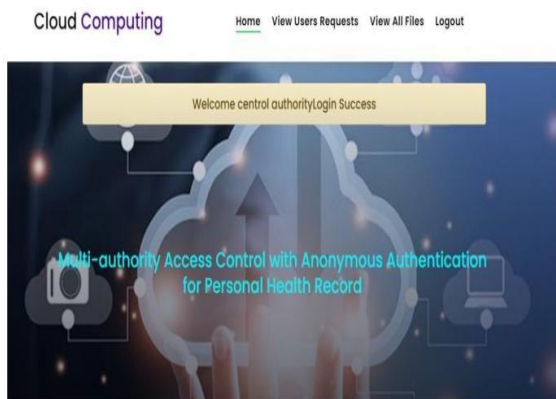 Cloud Computing
Home View Users Requests View All Files Logout
Welcome centrol authorityLogin Success
Multi-authority Access Control with Anonymous Authentication
for Personal Health Record